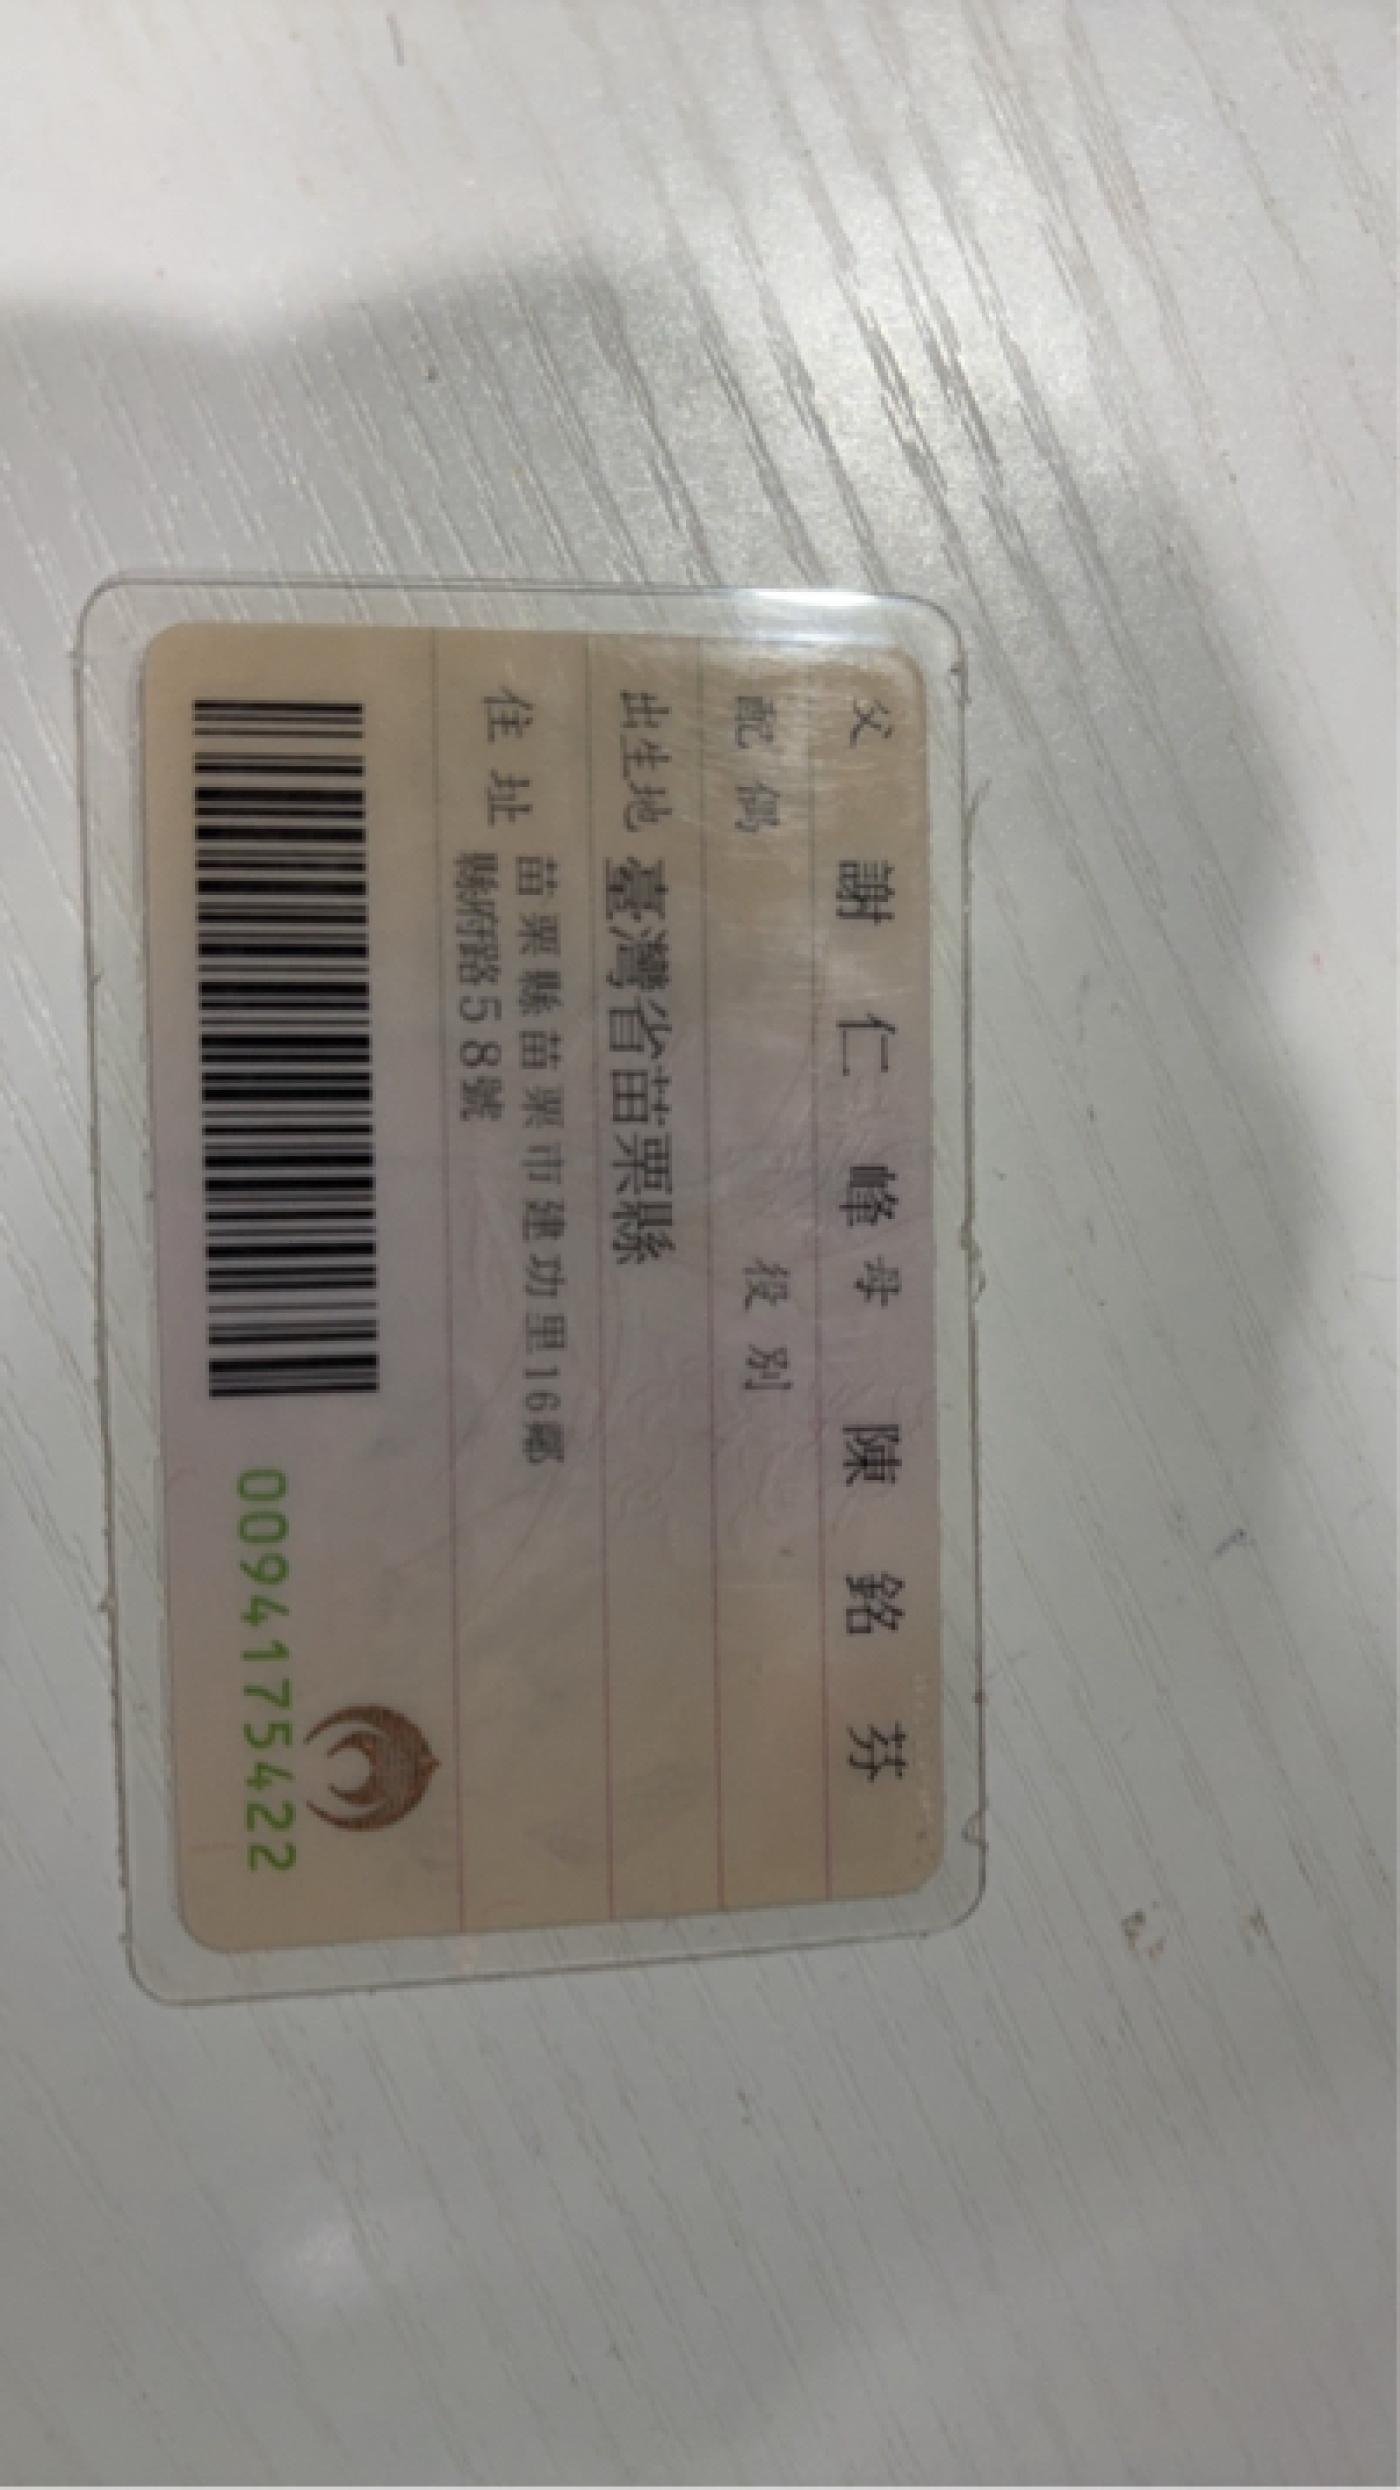 父 謝仁峰 母 陳銘芬
配偶 役別
出生地 臺灣省苗栗縣
住址 苗栗縣苗栗市建功里16鄰
縣府路58號
0094175422